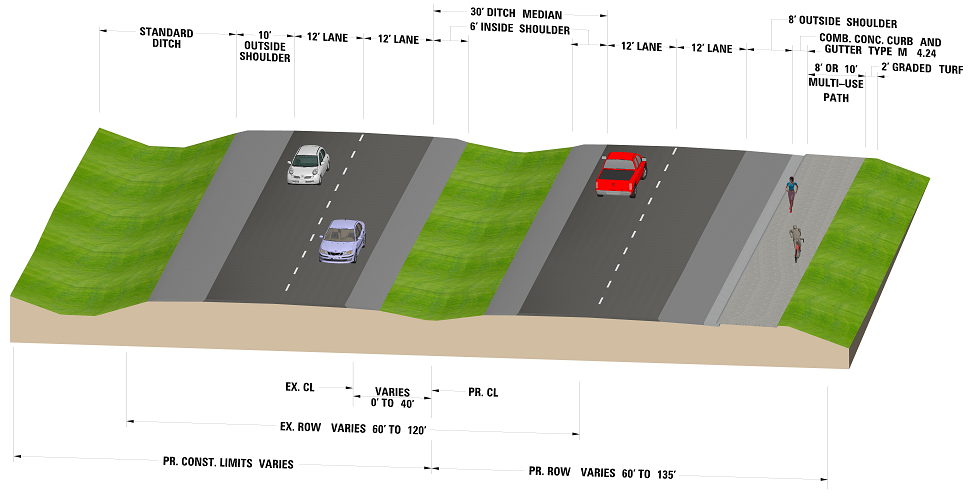 30' DITCH MEDIAN
8' OUTSIDE SHOULDER
6' INSIDE SHOULDER
STANDARD
DITCH
10'
OUTSIDE
SHOULDER
12' LANE
12' LANE
12' LANE
12' LANE
COMB. CONC. CURB AND
GUTTER TYPE M 4.24
8' OR 10'
MULTI-USE
PATH
2' GRADED TURF
EX. CL
VARIES
0' TO 40'
PR. CL
EX. ROW VARIES 60' TO 120'
PR. CONST. LIMITS VARIES
PR. ROW VARIES 60' TO 135'